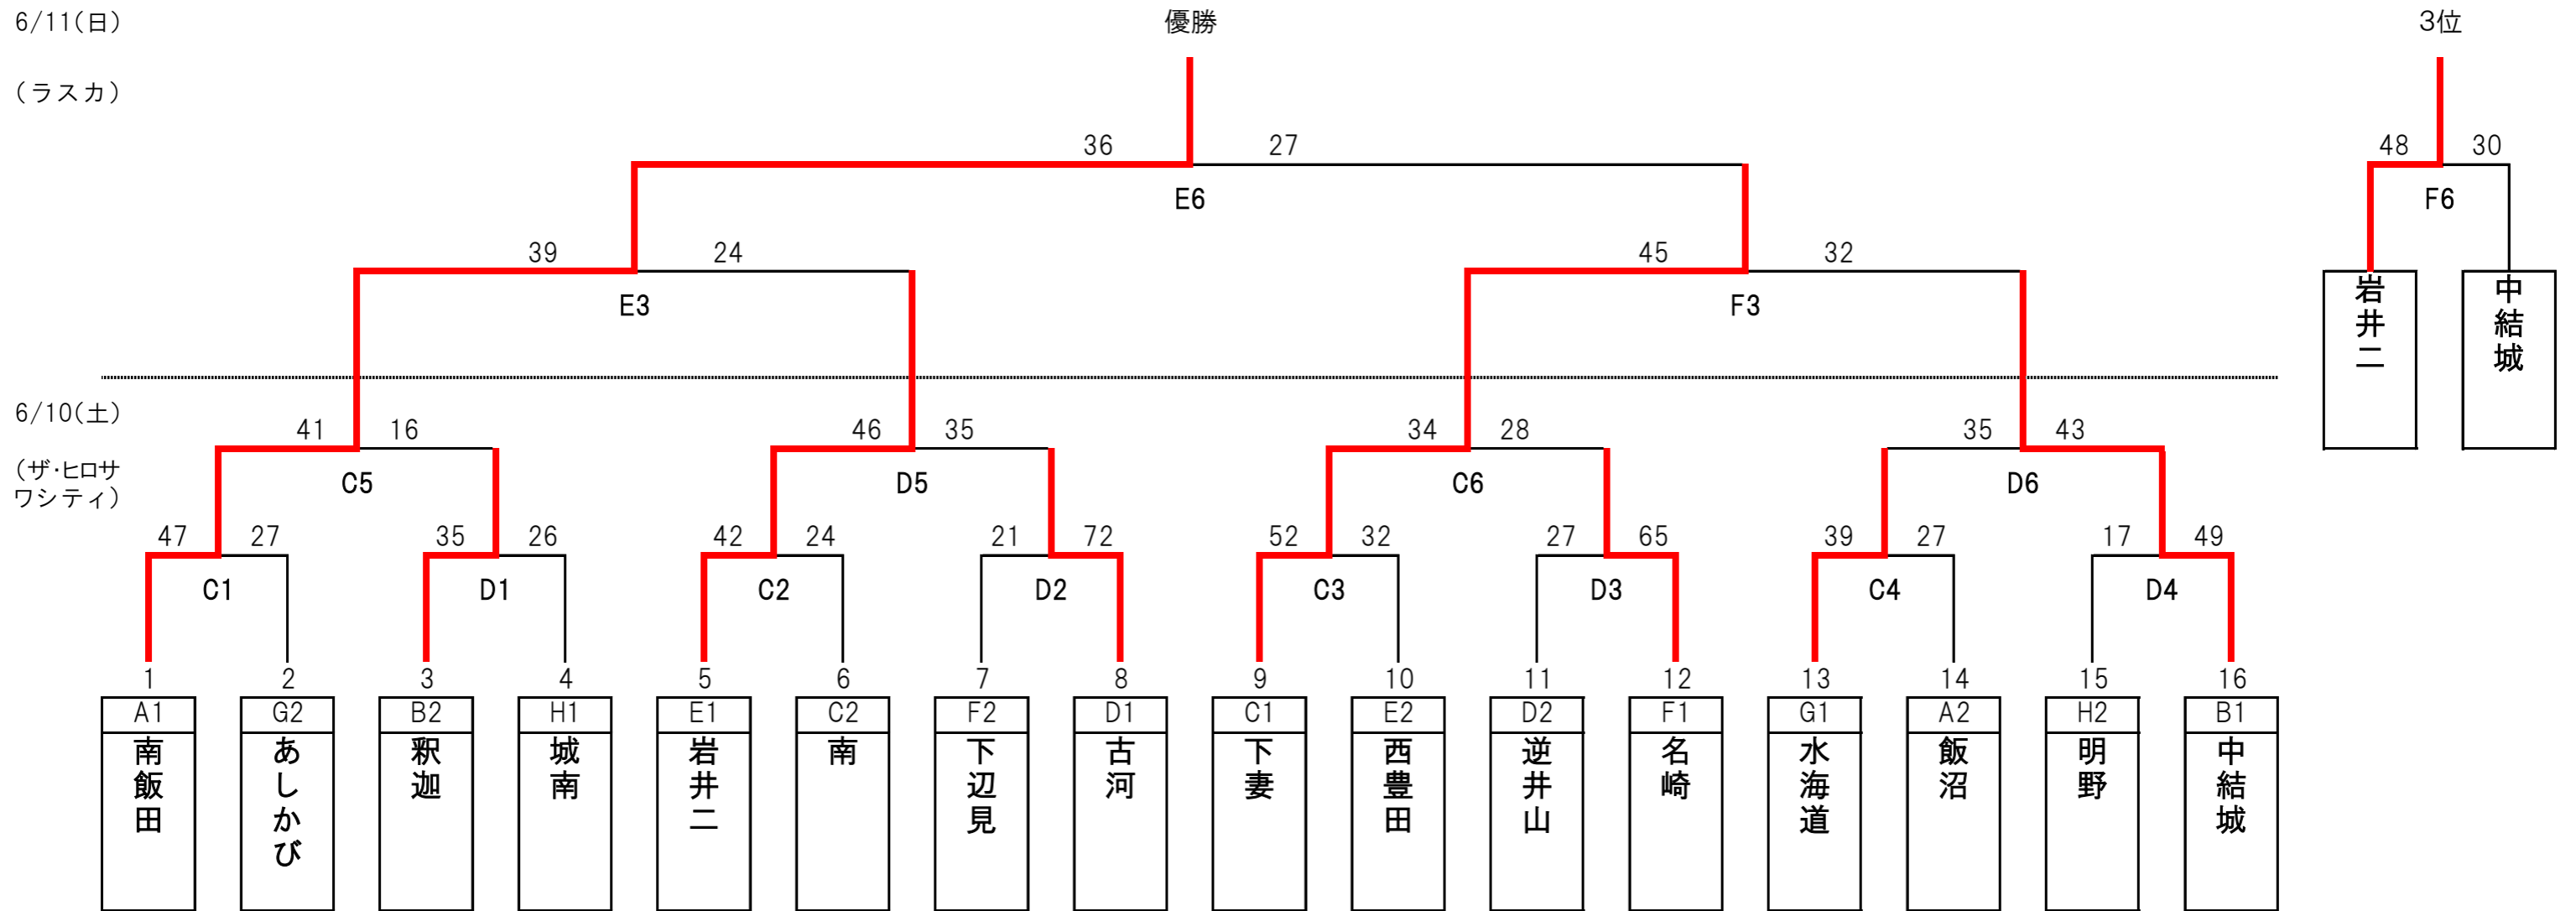 6/11(日) 優勝 3位
(ラスカ)
36 27 48 30
E6 F6
39 24 45 32
E3 F3
岩井二 中結城
6/10(土)
41 16 46 35 34 28 35 43
(ザ・ヒロサ
ワシティ)
C5 D5 C6 D6
47 27 35 26 42 24 21 72 52 32 27 65 39 27 17 49
C1 D1 C2 D2 C3 D3 C4 D4
1 2 3 4 5 6 7 8 9 10 11 12 13 14 15 16
A1 G2 B2 H1 E1 C2 F2 D1 C1 E2 D2 F1 G1 A2 H2 B1
南飯田 あしかび 釈迦 城南 岩井二 南 下辺見 古河 下妻 西豊田 逆井山 名崎 水海道 飯沼 明野 中結城